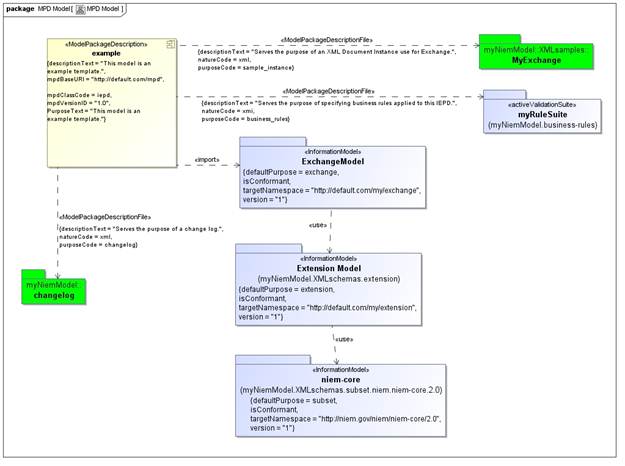 package MPD Model [ MPD Model ]
«ModelPackageDescription»
example
{descriptionText = "This model is an
example template.",
mpdBaseURI = "http://default.com/mpd",
mpdClassCode = iepd,
mpdVersionID = "1.0",
PurposeText = "This model is an
example template."}
«ModelPackageDescriptionFile»
{descriptionText = "Serves the purpose of an XML Document Instance use for Exchange.",
natureCode = xml,
purposeCode = sample_instance}
myNiemModel::XMLsamples::
MyExchange
«ModelPackageDescriptionFile»
{descriptionText = "Serves the purpose of specifying business rules applied to this IEPD.",
natureCode = xmi,
purposeCode = business_rules}
«activeValidationSuite»
myRuleSuite
(myNiemModel.business-rules)
«import»
«InformationModel»
ExchangeModel
{defaultPurpose = exchange,
isConformant,
targetNamespace = "http://default.com/my/exchange",
version = "1"}
«ModelPackageDescriptionFile»
{descriptionText = "Serves the purpose of a change log.",
natureCode = xml,
purposeCode = changelog}
myNiemModel::
changelog
«use»
«InformationModel»
Extension Model
(myNiemModel.XMLschemas.extension)
{defaultPurpose = extension,
isConformant,
targetNamespace = "http://default.com/my/extension",
version = "1"}
«use»
«InformationModel»
niem-core
(myNiemModel.XMLschemas.subset.niem.niem-core.2.0)
{defaultPurpose = subset,
isConformant,
targetNamespace = "http://niem.gov/niem/niem-core/2.0",
version = "1"}